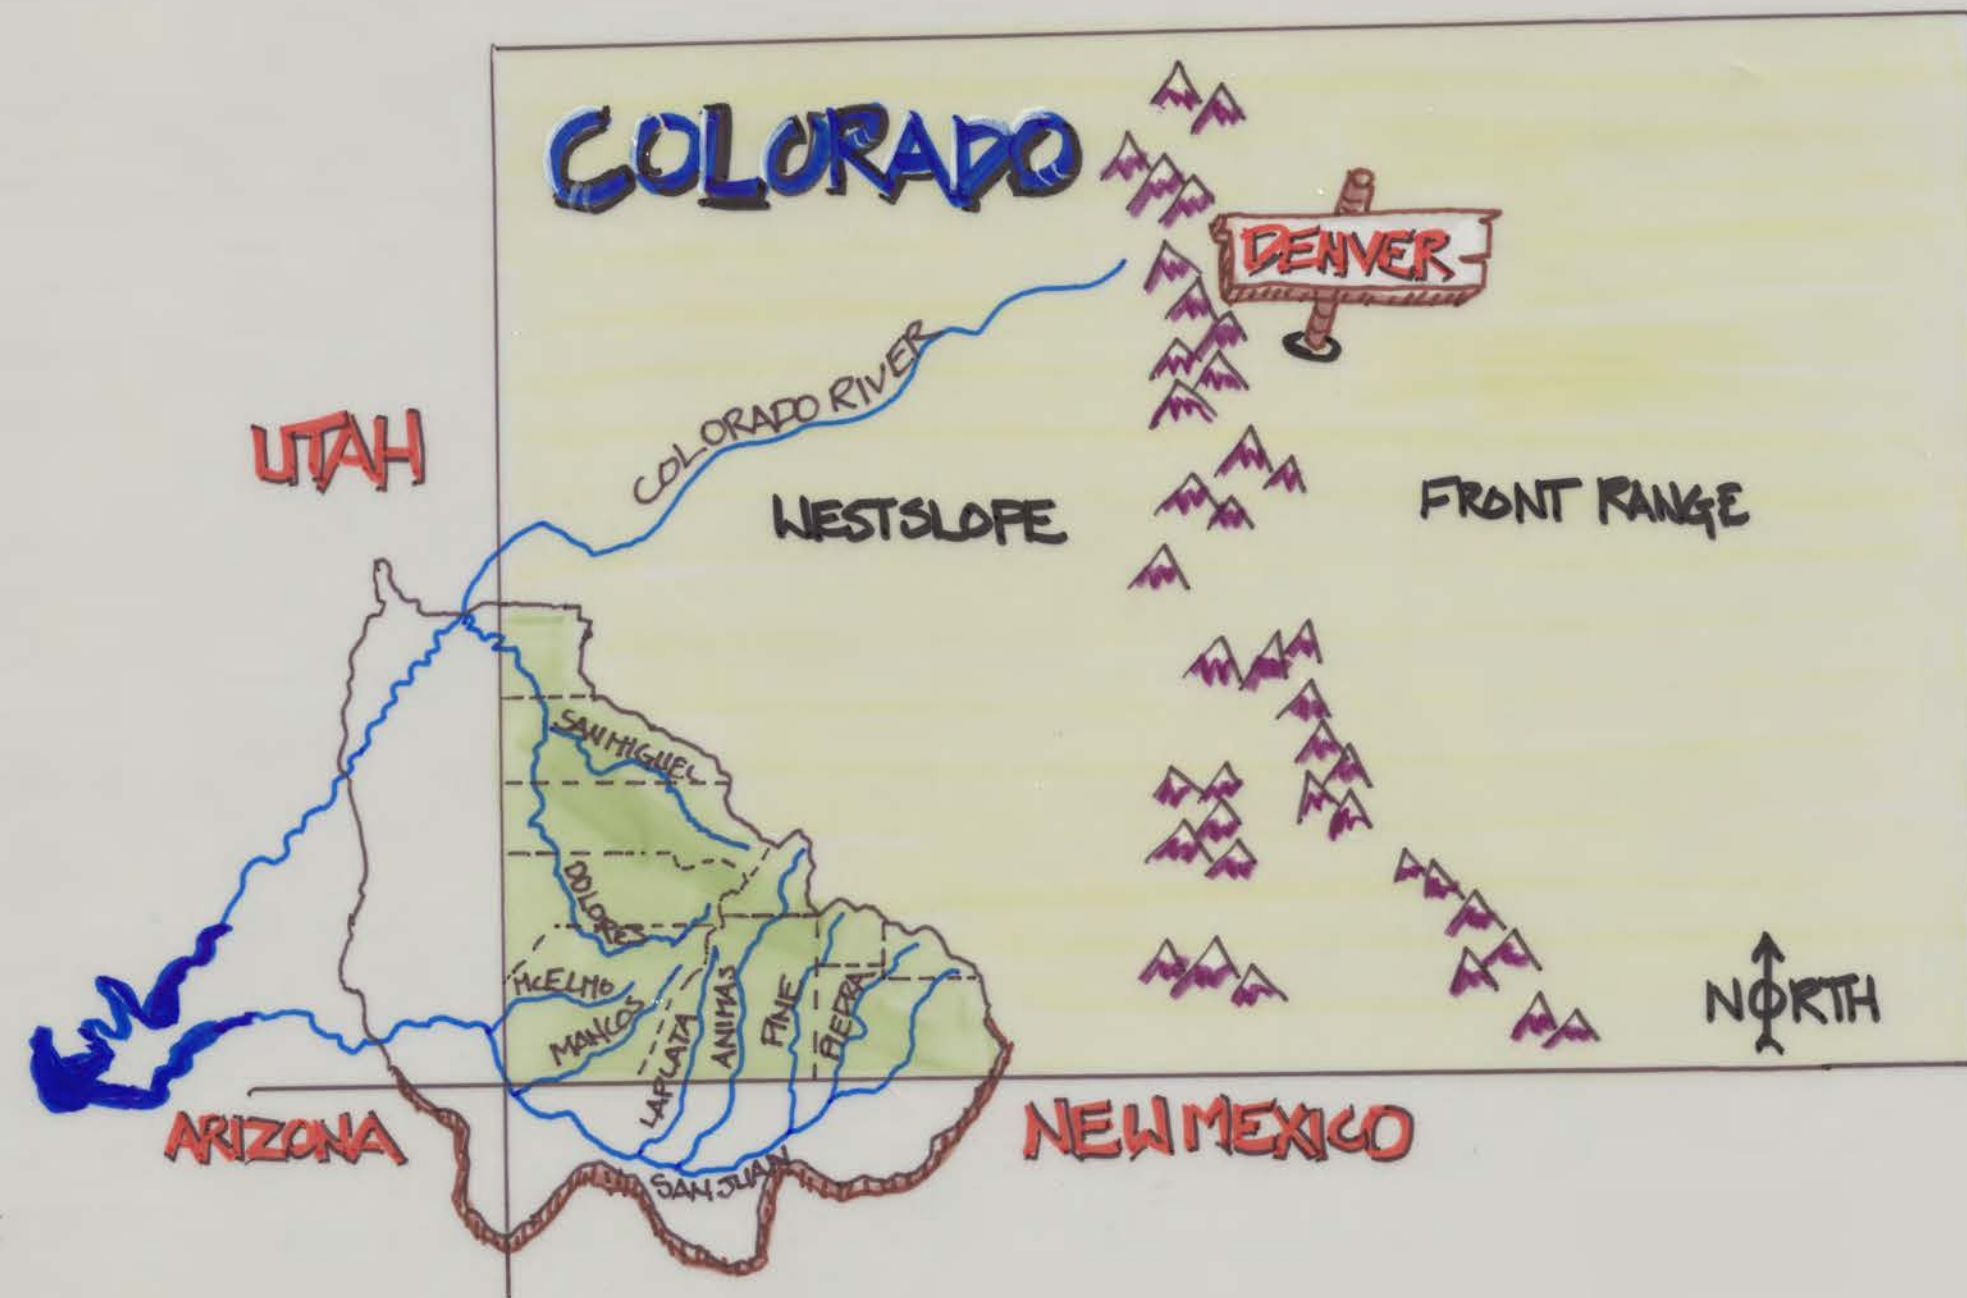 COLORADO
DENVER
COLORADO RIVER
UTAH
WESTSLOPE
FRONT RANGE
SAN MIGUEL
DOLORES
MCELMO
MANCOS
LAPLATA
ANIMAS
PINE
PIEDRA
NORTH
ARIZONA
NEW MEXICO
SAN JUAN